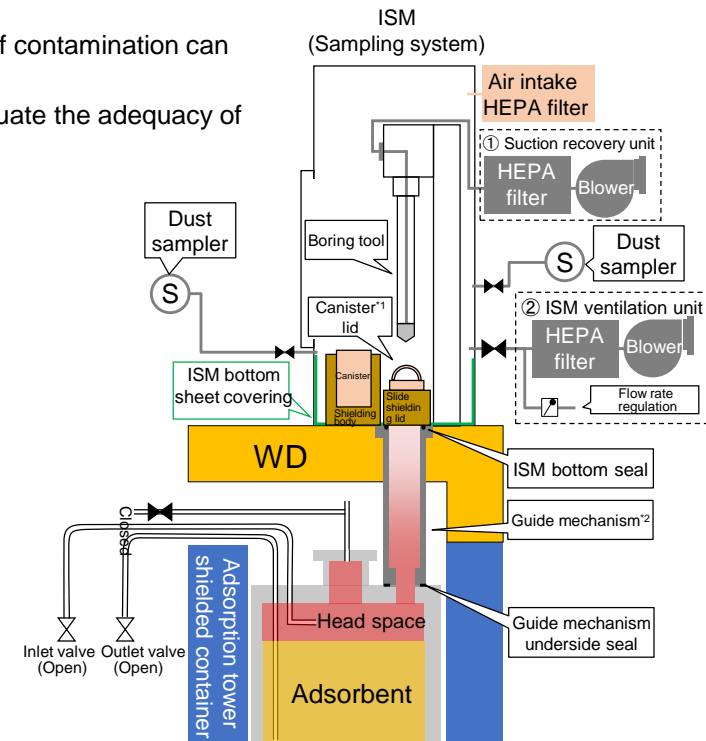 ISM
(Sampling system)
f contamination can
uate the adequacy of
Air intake
HEPA filter
① Suction recovery unit
HEPA
filter
Blower
Dust
sampler
S
Boring tool
Dust
sampler
S
Canister*1
lid
② ISM ventilation unit
HEPA
filter
Blower
Flow rate
regulation
ISM bottom
sheet covering
Canister
Shielding
body
Slide
shieldin
g lid
WD
ISM bottom seal
Closed
Guide mechanism*2
Adsorption tower
shielded container
Head space
Guide mechanism
underside seal
Inlet valve
(Open)
Outlet valve
(Open)
Adsorbent